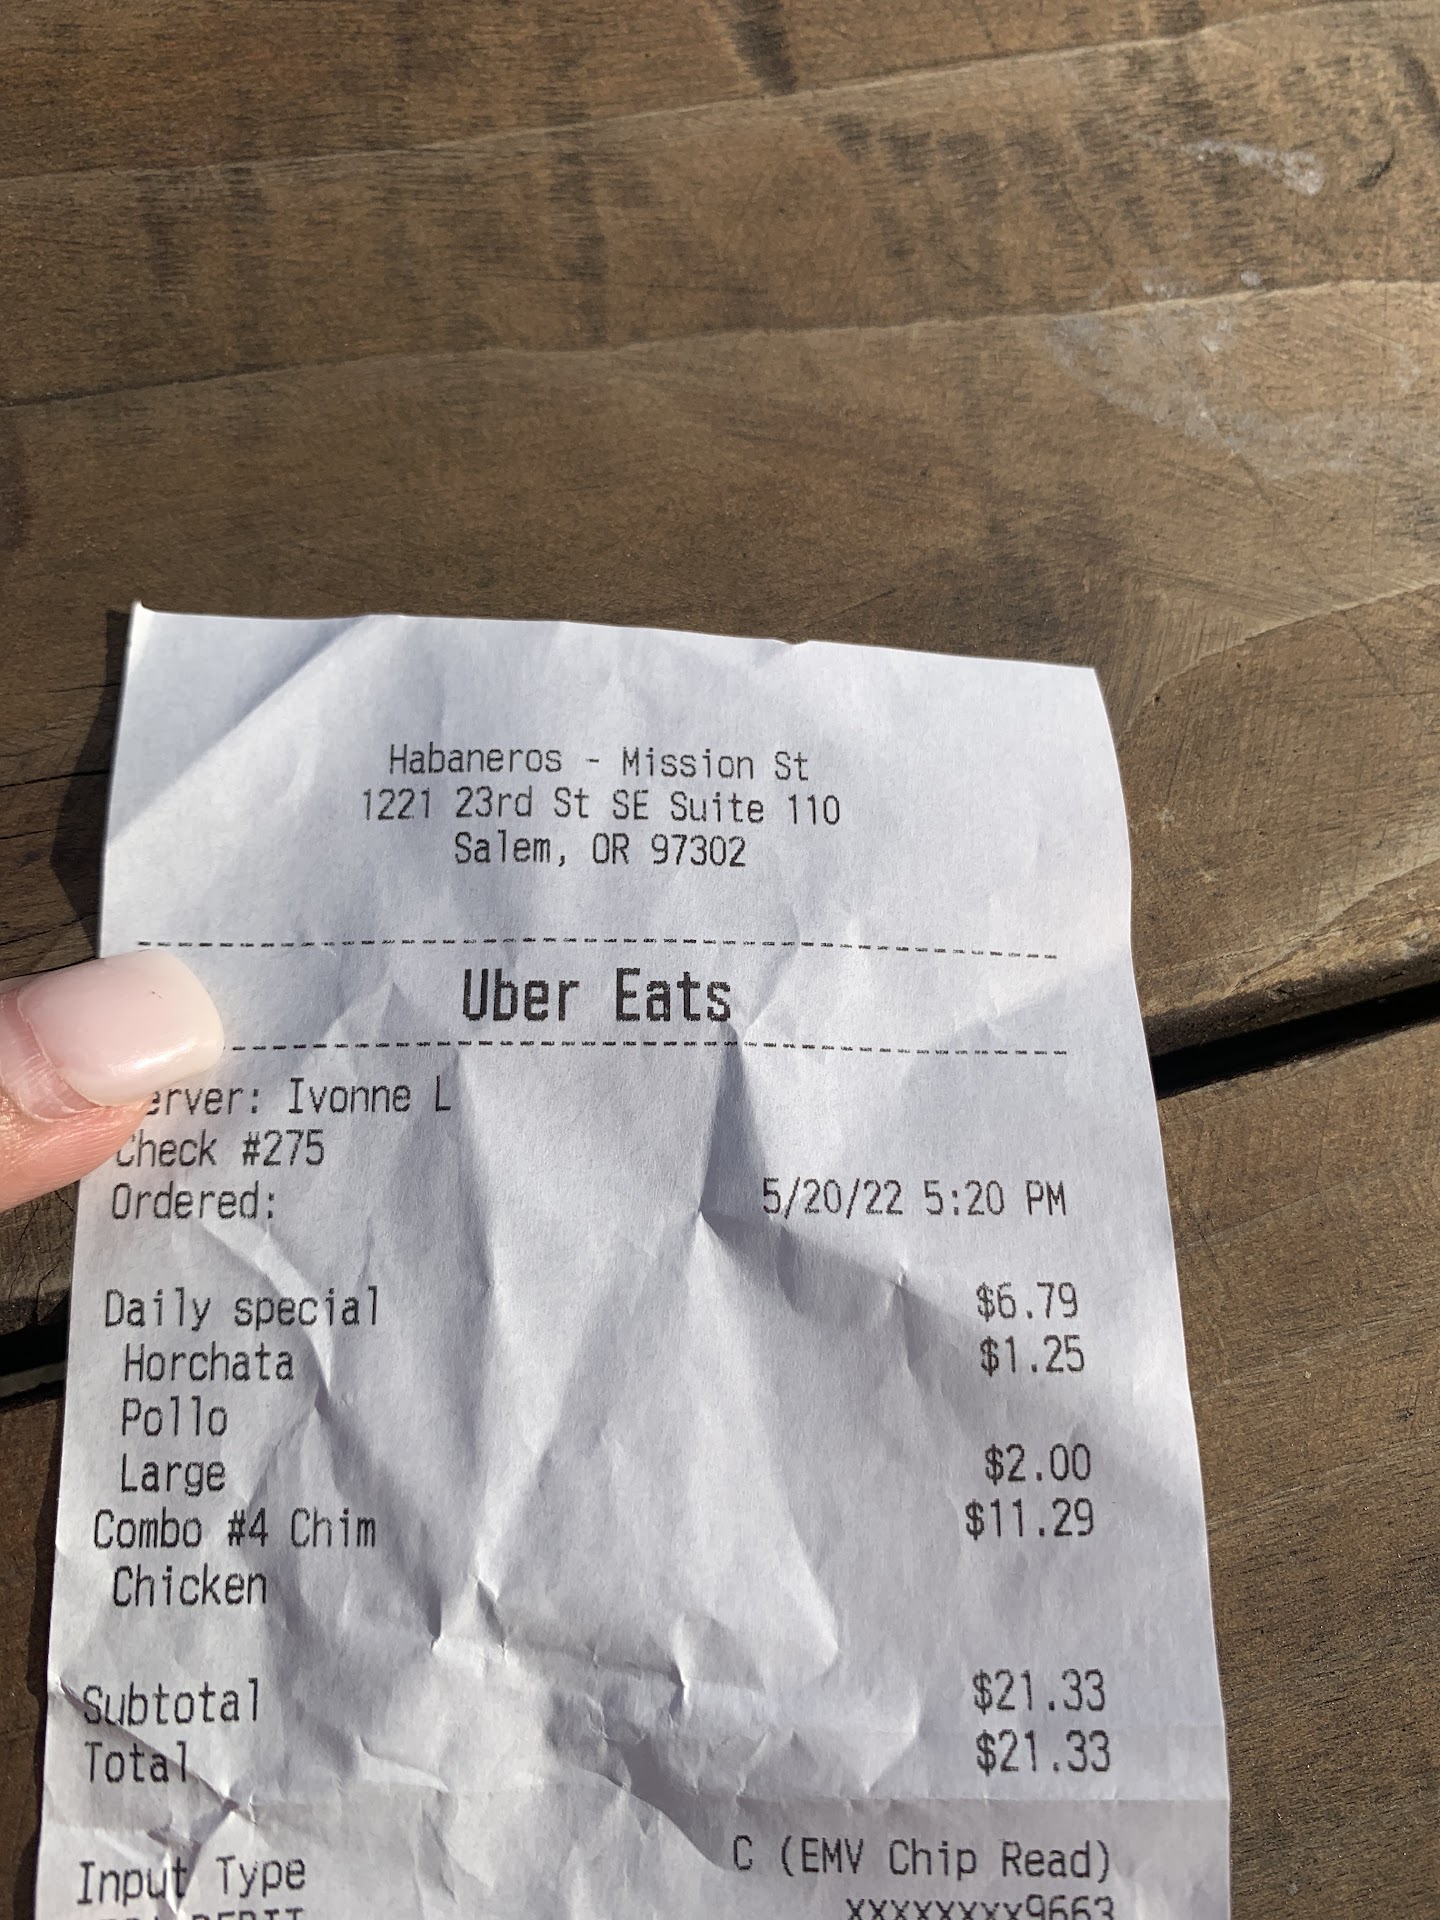 Habaneros - Mission St
1221 23rd St SE Suite 110
Salem, OR 97302
Uber Eats
erver: Ivonne L
Check #275
Ordered: 5/20/22 5:20 PM
Daily special $6.79
Horchata $1.25
Pollo
Large $2.00
Combo #4 Chim $11.29
Chicken
Subtotal $21.33
Total $21.33
Input Type C (EMV Chip Read)
DEBIT xxxxxxxx9663